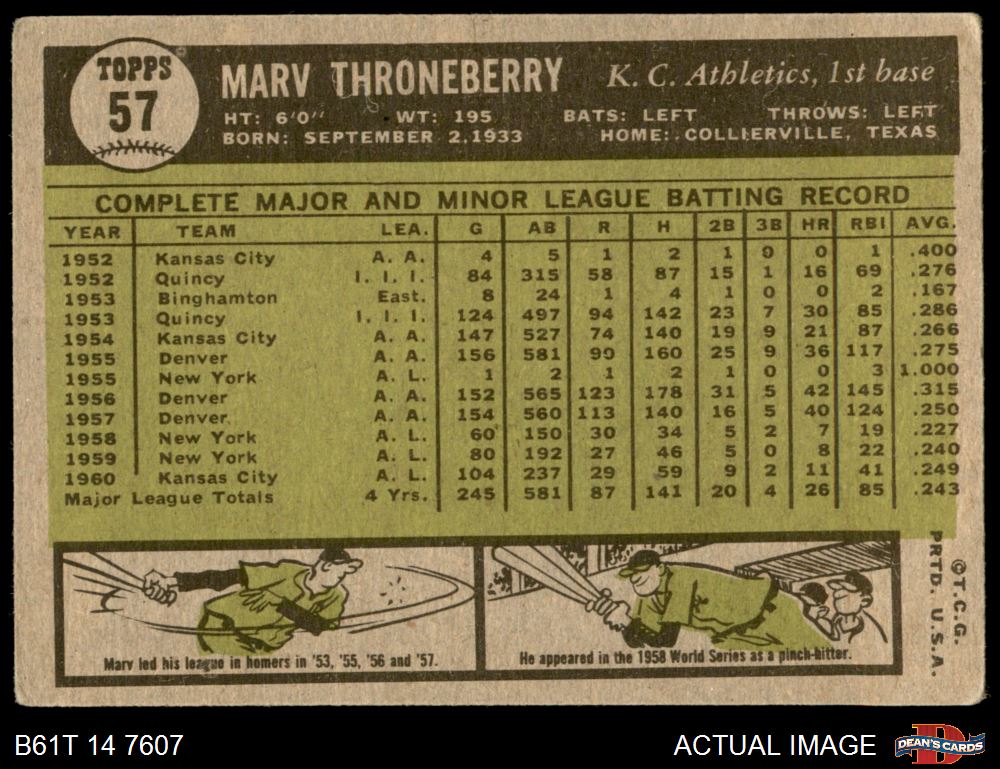 TOPPS
57
MARV THRONEBERRY K. C. Athletics, 1st base
HT: 6'0" WT: 195 BATS: LEFT THROWS: LEFT
BORN: SEPTEMBER 2, 1933 HOME: COLLIERVILLE, TEXAS
COMPLETE MAJOR AND MINOR LEAGUE BATTING RECORD
YEAR TEAM LEA. G AB R H 2B 3B HR RBI AVG.
1952 Kansas City A. A. 4 5 1 2 1 0 0 1 .400
1952 Quincy I. I. I. 84 315 58 87 15 1 16 69 .276
1953 Binghamton East. 8 24 1 4 1 0 0 2 .167
1953 Quincy I. I. I. 124 497 94 142 23 7 30 85 .286
1954 Kansas City A. A. 147 527 74 140 19 9 21 87 .266
1955 Denver A. A. 156 581 90 160 25 9 36 117 .275
1955 New York A. L. 1 2 1 2 1 0 0 3 1.000
1956 Denver A. A. 152 565 123 178 31 5 42 145 .315
1957 Denver A. A. 154 560 113 140 16 5 40 124 .250
1958 New York A. L. 60 150 30 34 5 2 7 19 .227
1959 New York A. L. 80 192 27 46 5 0 8 22 .240
1960 Kansas City A. L. 104 237 29 59 9 2 11 41 .249
Major League Totals 4 Yrs. 245 581 87 141 20 4 26 85 .243
Marv led his league in homers in '53, '55, '56 and '57.
He appeared in the 1958 World Series as a pinch-hitter.
©T.C.G.
PRTD. U.S.A.
B61T 14 7607 ACTUAL IMAGE
DEAN'S CARDS